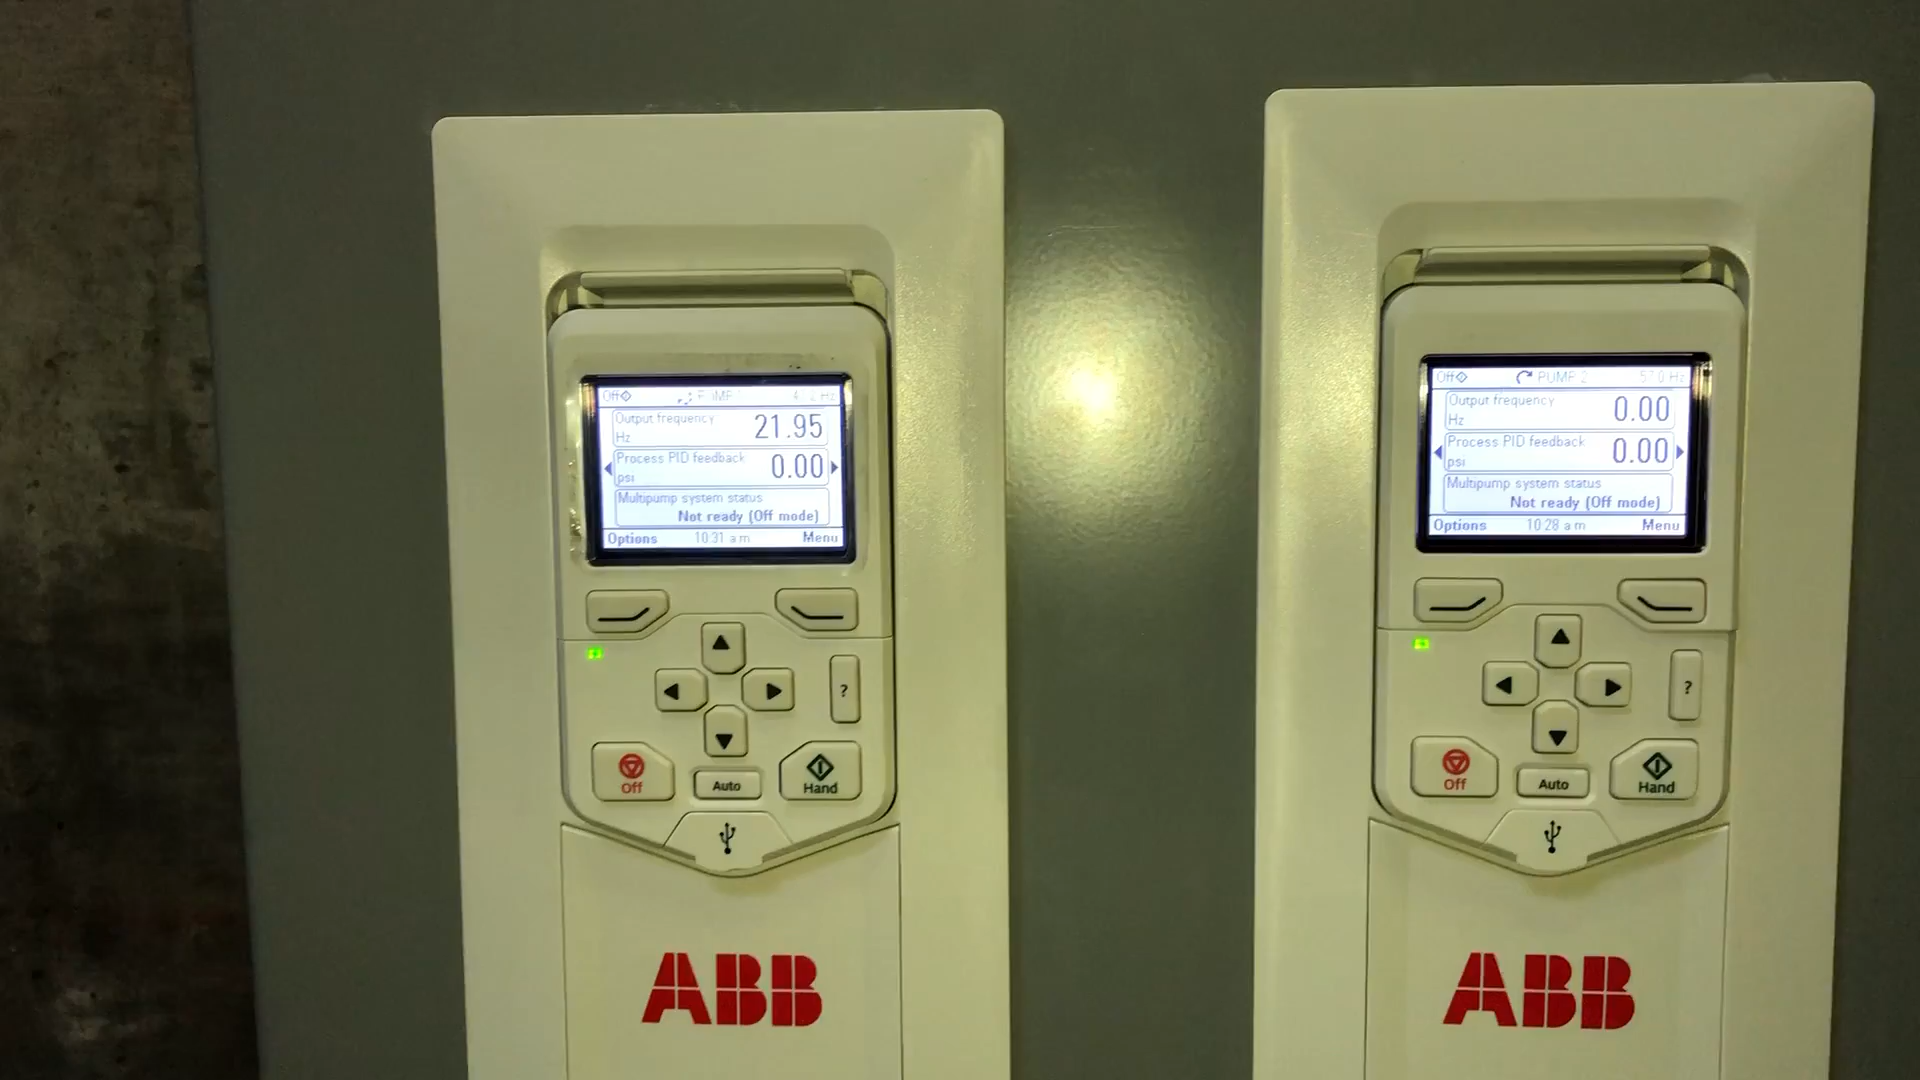 Off
Output frequency
Hz
21.95
Process PID feedback
psi
0.00
Multipump system status
Not ready (Off mode)
Options 10:31 a.m. Menu
?
Off
Auto
Hand
ABB
Off PUMP 2 57.0 Hz
Output frequency
Hz
0.00
Process PID feedback
psi
0.00
Multipump system status
Not ready (Off mode)
Options 10:28 a.m. Menu
?
Off
Auto
Hand
ABB